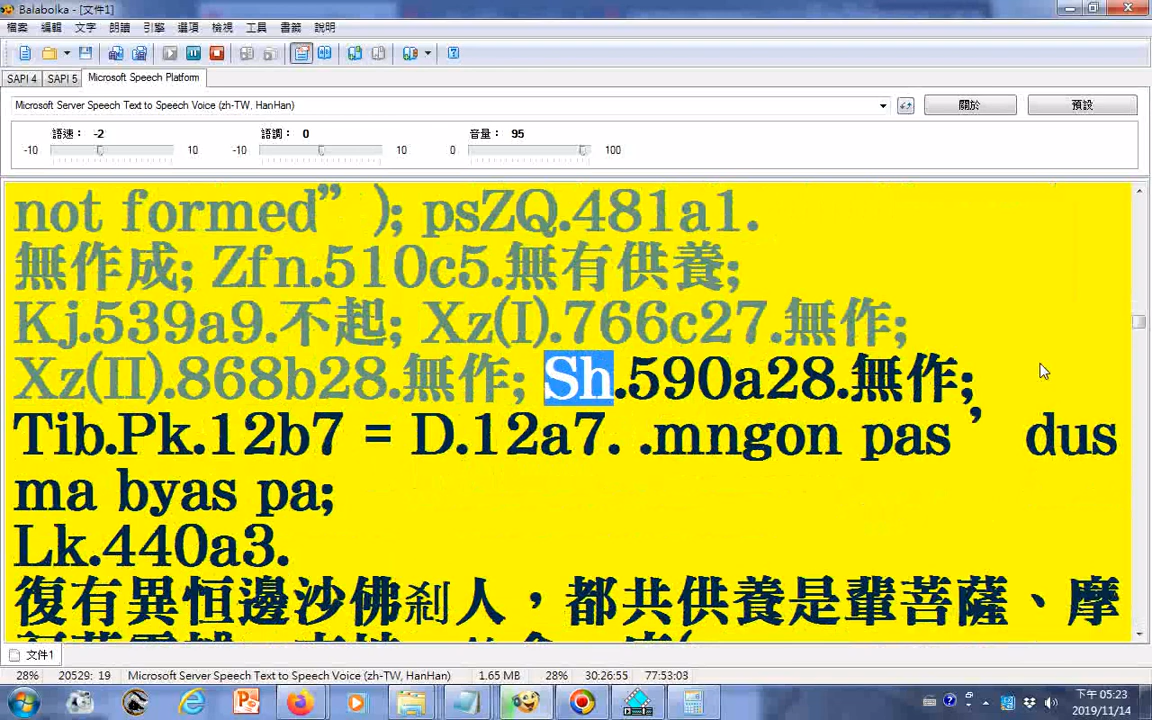 Balabolka - [文件1]
檔案 編輯 文字 朗讀 引擎 選項 檢視 工具 書籤 說明
SAPI 4 SAPI 5 Microsoft Speech Platform
Microsoft Server Speech Text to Speech Voice (zh-TW, HanHan) 關於 預設
語速： -2 語調： 0 音量： 95
-10 10 -10 10 0 100
not formed”); psZQ.481a1.
無作成; Zfn.510c5.無有供養;
Kj.539a9.不起; Xz(I).766c27.無作;
Xz(II).868b28.無作; Sh.590a28.無作;
Tib.Pk.12b7 = D.12a7. .mngon pas ’ dus
ma byas pa;
Lk.440a3.
復有異恒邊沙佛剎人，都共供養是輩菩薩、摩
文件1
28% 20529: 19 Microsoft Server Speech Text to Speech Voice (zh-TW, HanHan) 1.65 MB 28% 30:26:55 77:53:03
下午 05:23
2019/11/14